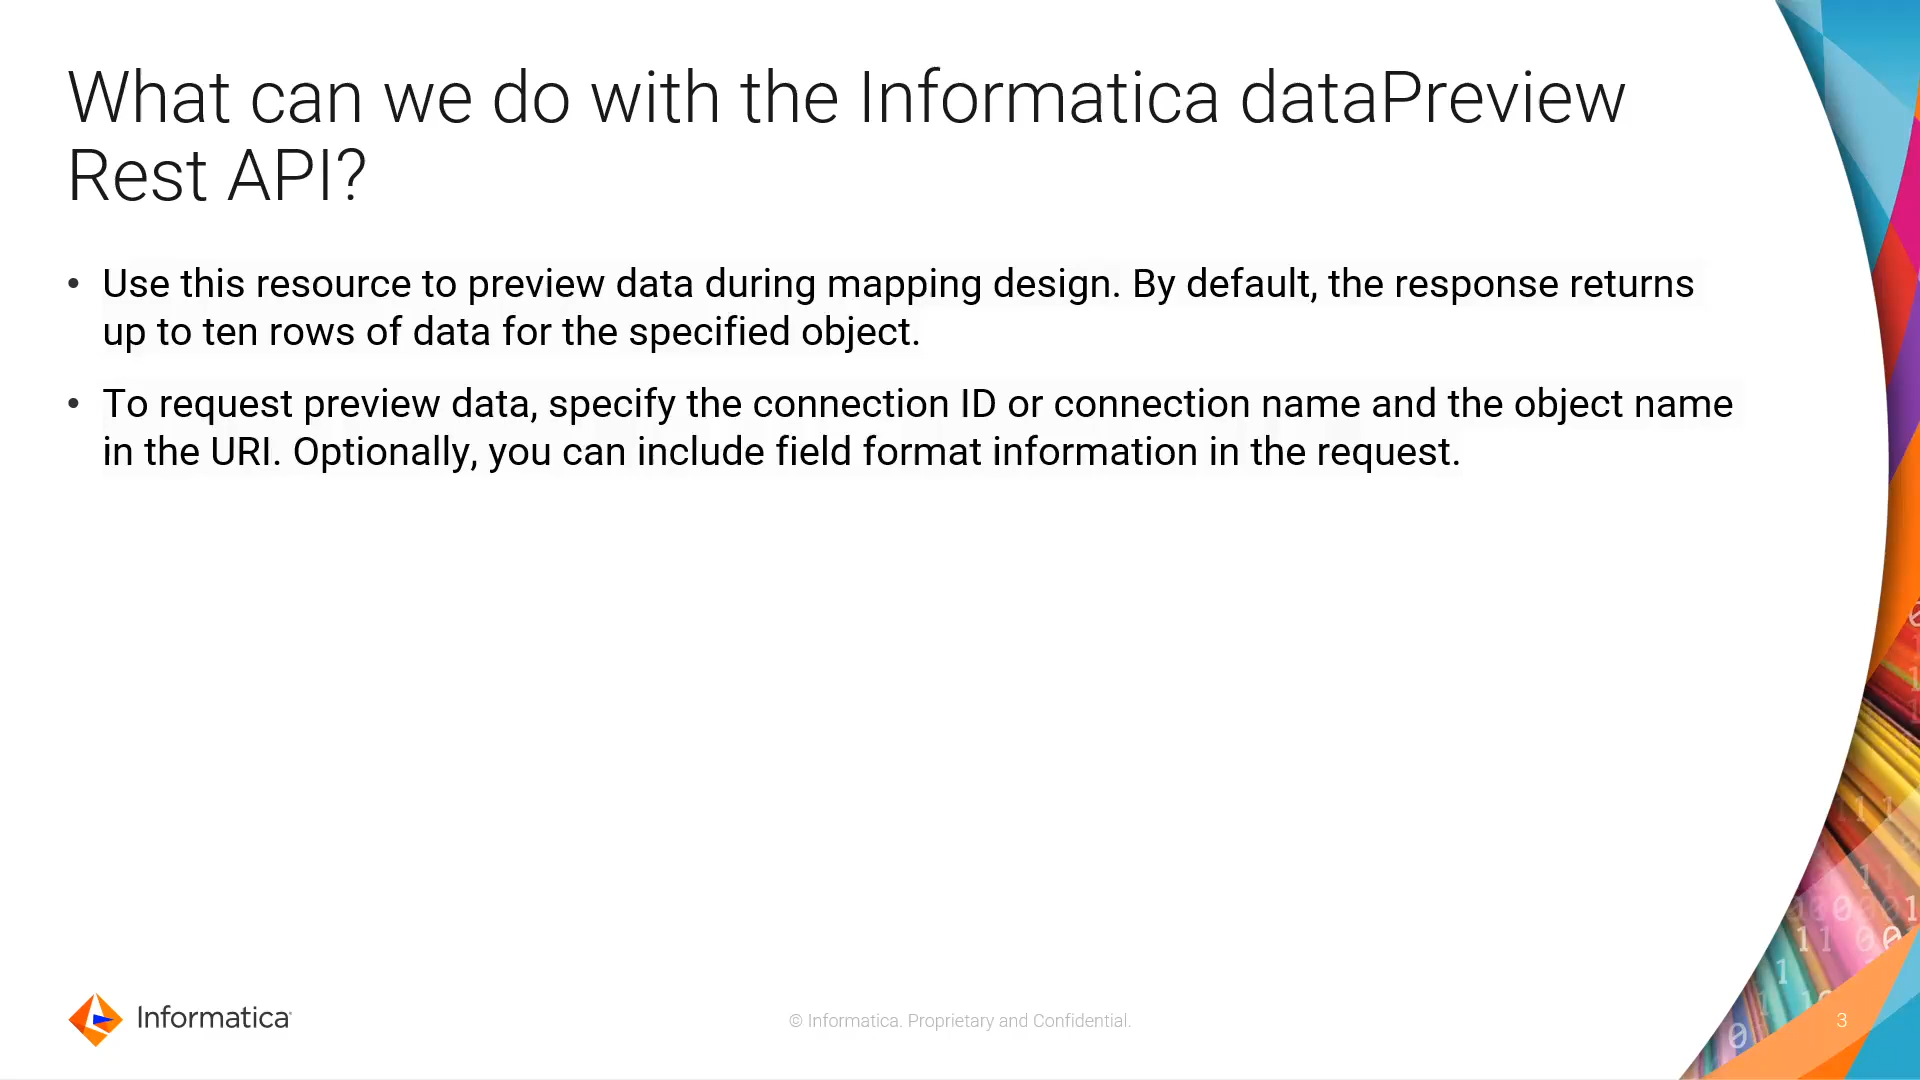 What can we do with the Informatica dataPreview
Rest API?
• Use this resource to preview data during mapping design. By default, the response returns
up to ten rows of data for the specified object.
• To request preview data, specify the connection ID or connection name and the object name
in the URI. Optionally, you can include field format information in the request.
Informatica
© Informatica. Proprietary and Confidential.
3